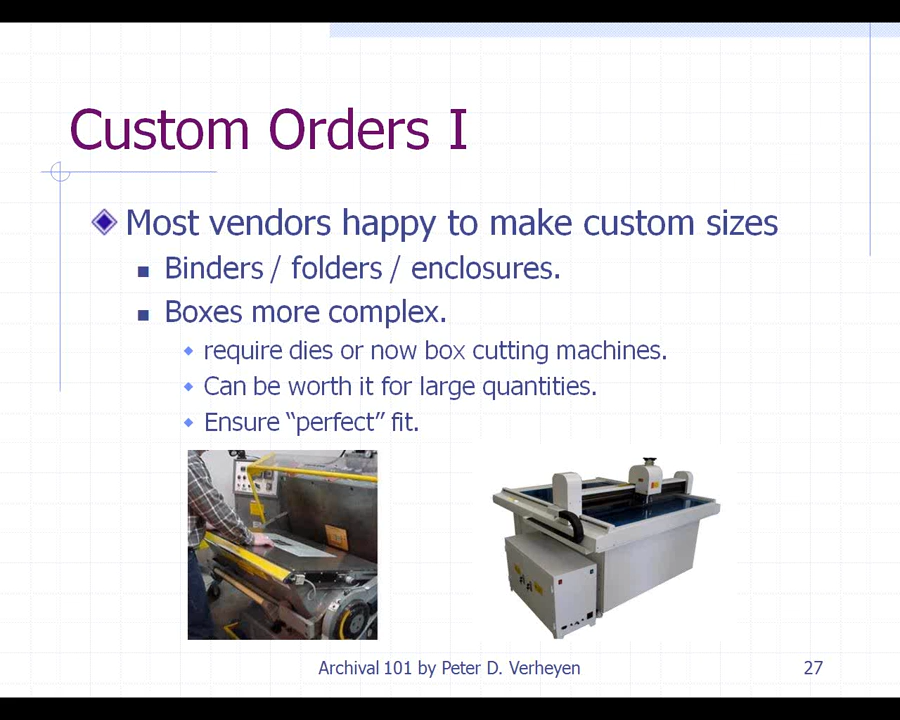 Custom Orders I
Most vendors happy to make custom sizes
Binders / folders / enclosures.
Boxes more complex.
require dies or now box cutting machines.
Can be worth it for large quantities.
Ensure “perfect” fit.
Archival 101 by Peter D. Verheyen
27